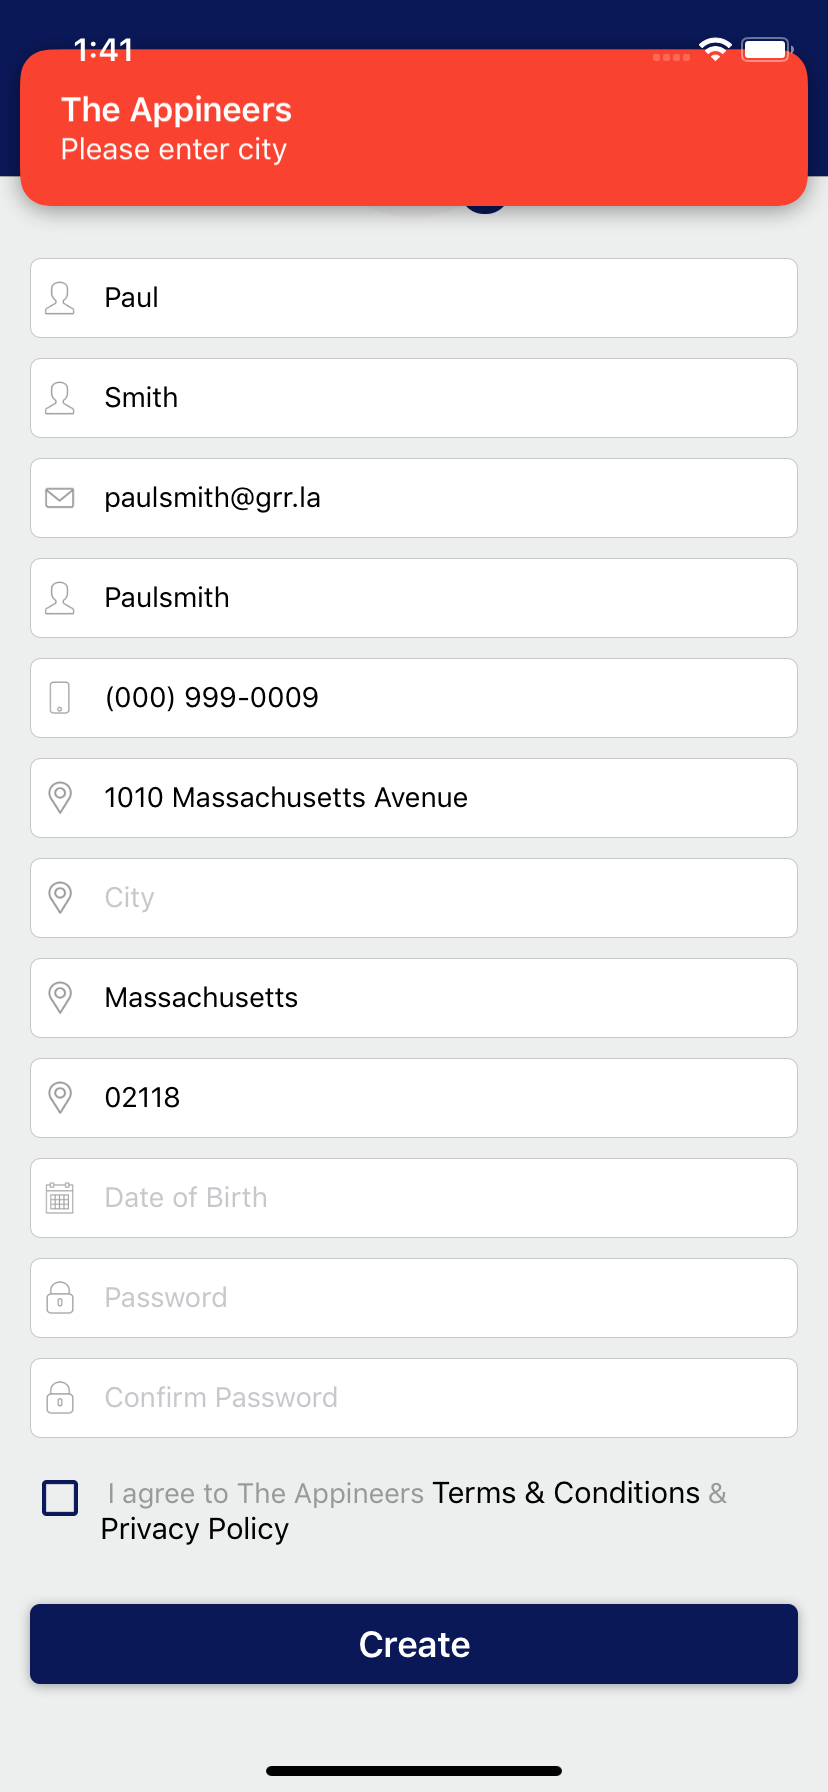 1:41
The Appineers
Please enter city
Paul
Smith
paulsmith@grr.la
Paulsmith
(000) 999-0009
1010 Massachusetts Avenue
City
Massachusetts
02118
Date of Birth
Password
Confirm Password
I agree to The Appineers Terms & Conditions &
Privacy Policy
Create